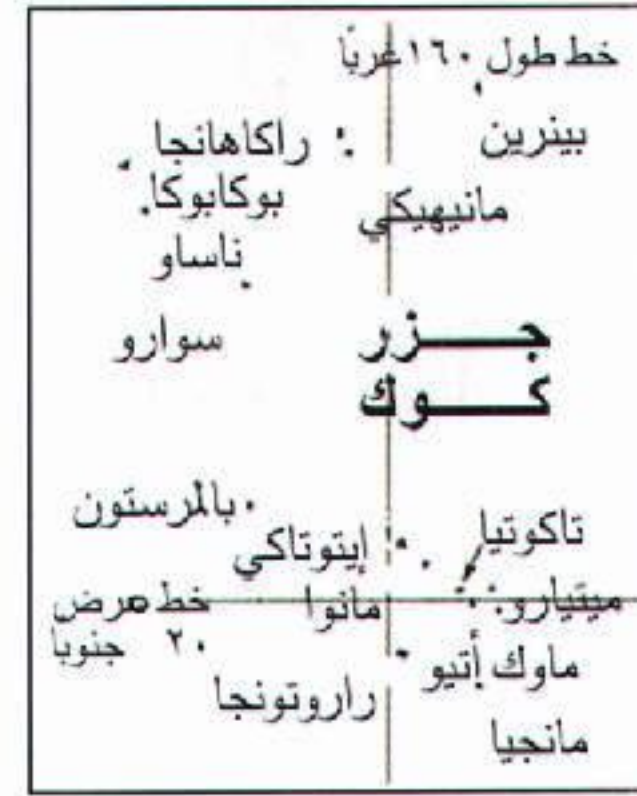 خط طول ١٦٠ غربًا
بينرين
راكاهانجا
بوكابوكا
مانيهيكي
ناساو
سوارو
جزر
كوك
بالمرستون
تاكوتيا
إيتوتاكي
ميتيارو
مانوا
خط عرض
٢٠ جنوبا
ماوك أتيو
راروتونجا
مانجيا